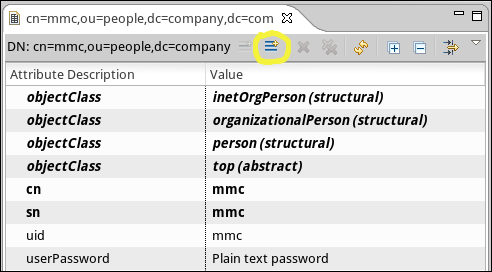 cn=mmc,ou=people,dc=company,dc=com
DN: cn=mmc,ou=people,dc=company
Attribute Description Value
objectClass inetOrgPerson (structural)
objectClass organizationalPerson (structural)
objectClass person (structural)
objectClass top (abstract)
cn mmc
sn mmc
uid mmc
userPassword Plain text password